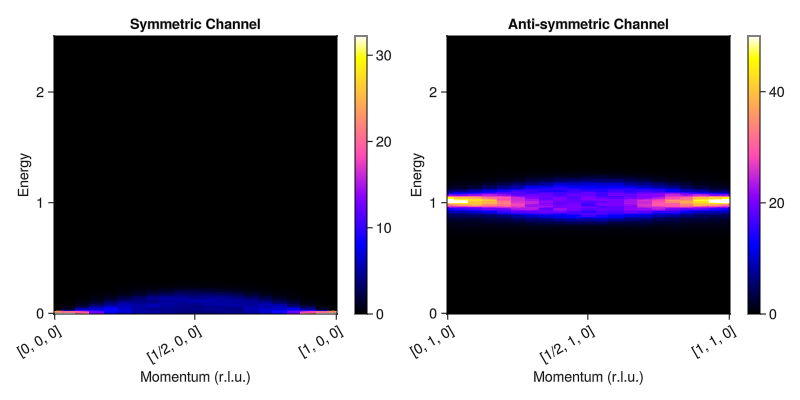 Symmetric Channel
Energy
2
1
0
[0, 0, 0]
[1/2, 0, 0]
[1, 0, 0]
Momentum (r.l.u.)
30
20
10
0
Anti-symmetric Channel
Energy
2
1
0
[0, 1, 0]
[1/2, 1, 0]
[1, 1, 0]
Momentum (r.l.u.)
40
20
0